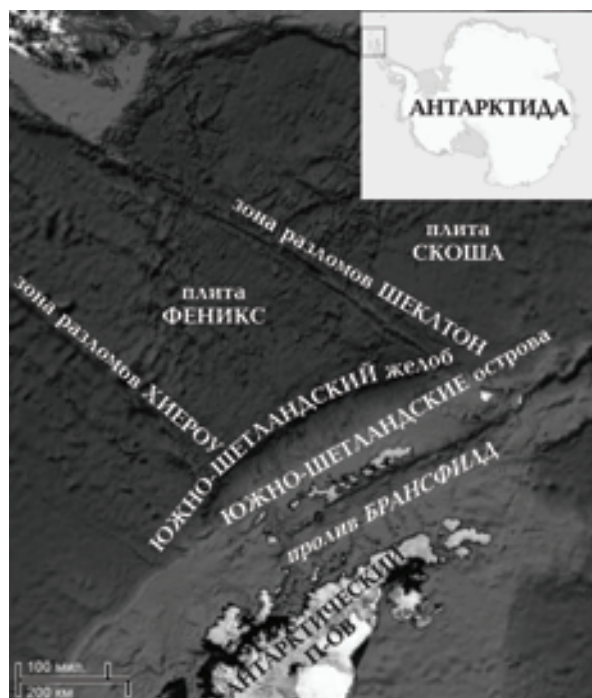 АНТАРКТИДА
зона разломов ШЕКЛТОН
плита
СКОША
плита
ФЕНИКС
зона разломов ХИЕРОУ
ЮЖНО-ШЕТЛАНДСКИЙ желоб
ЮЖНО-ШЕТЛАНДСКИЕ острова
пролив БРАНСФИЛД
АНТАРКТИЧЕСКИЙ
П-ОВ
100 мил.
200 км